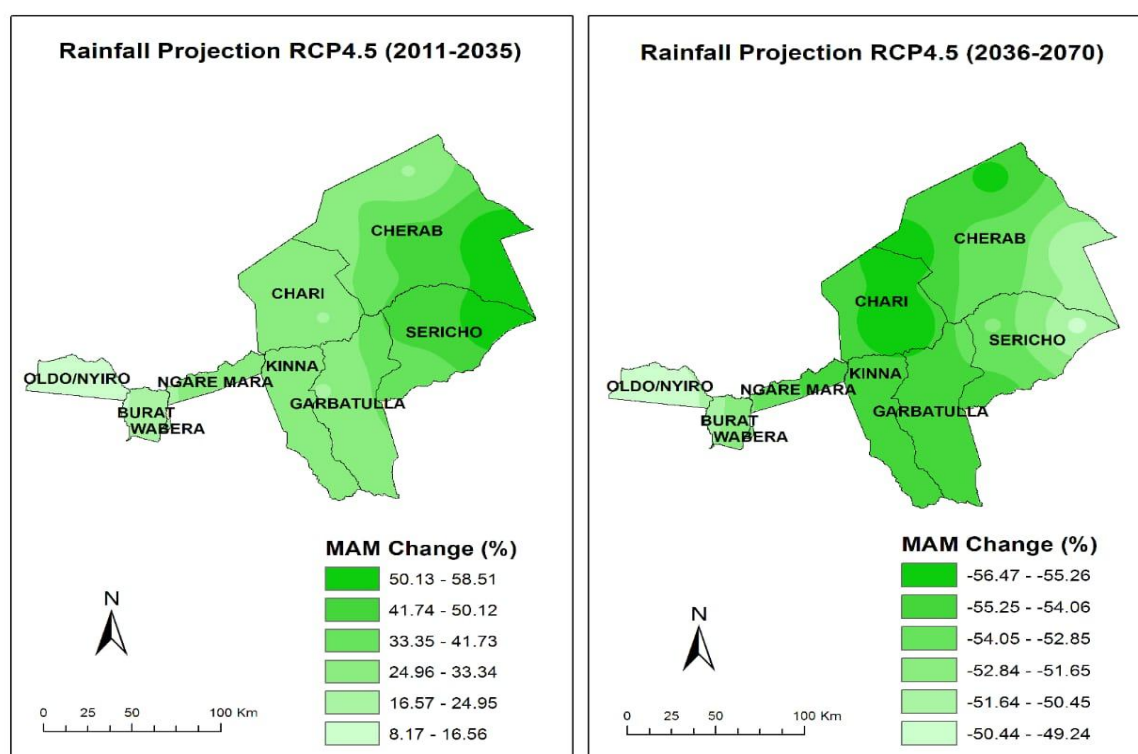 Rainfall Projection RCP4.5 (2011-2035)
CHERAB
CHARI
SERICHO
KINNA
OLDO/NYIRO
NGARE MARA
GARBATULLA
BURAT
WABERA
MAM Change (%)
50.13 - 58.51
41.74 - 50.12
33.35 - 41.73
24.96 - 33.34
16.57 - 24.95
8.17 - 16.56
N
0 25 50 100 Km
Rainfall Projection RCP4.5 (2036-2070)
CHERAB
CHARI
SERICHO
KINNA
OLDO/NYIRO
NGARE MARA
GARBATULLA
BURAT
WABERA
MAM Change (%)
-56.47 - -55.26
-55.25 - -54.06
-54.05 - -52.85
-52.84 - -51.65
-51.64 - -50.45
-50.44 - -49.24
N
0 25 50 100 Km